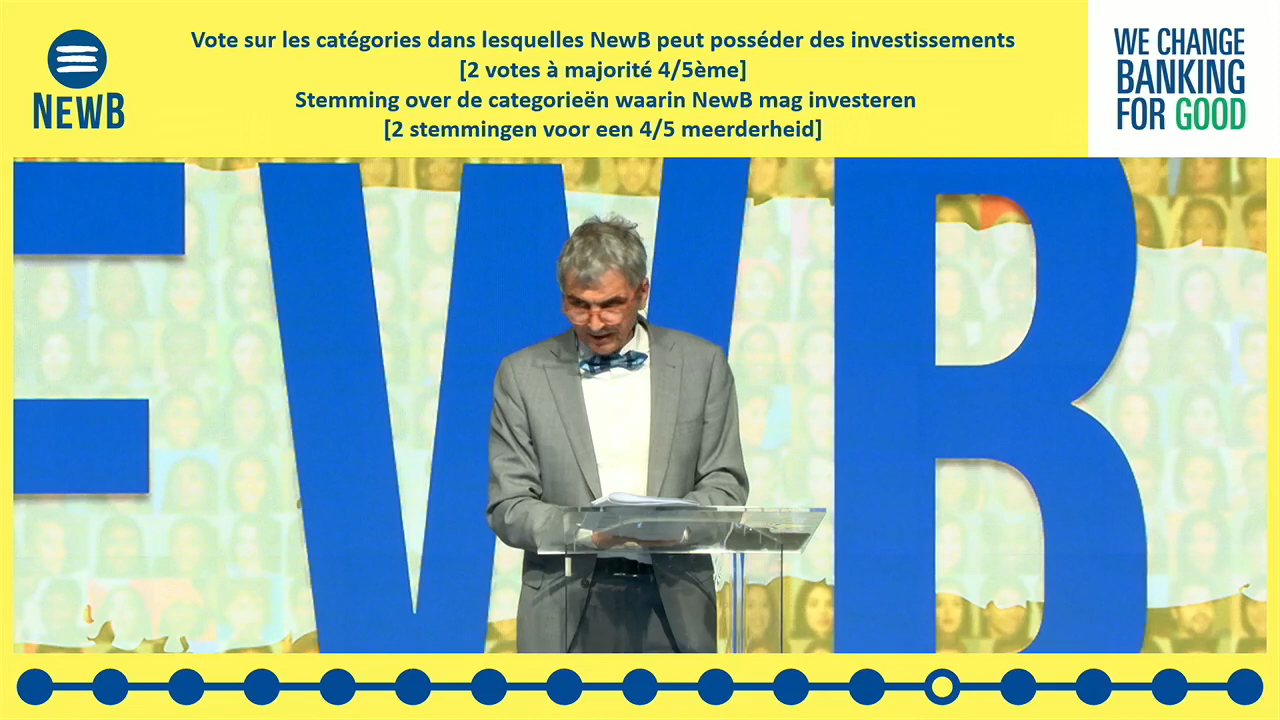 Vote sur les catégories dans lesquelles NewB peut posséder des investissements
[2 votes à majorité 4/5ème]
Stemming over de categorieën waarin NewB mag investeren
[2 stemmingen voor een 4/5 meerderheid]
NEWB
WE CHANGE
BANKING
FOR GOOD
EWB